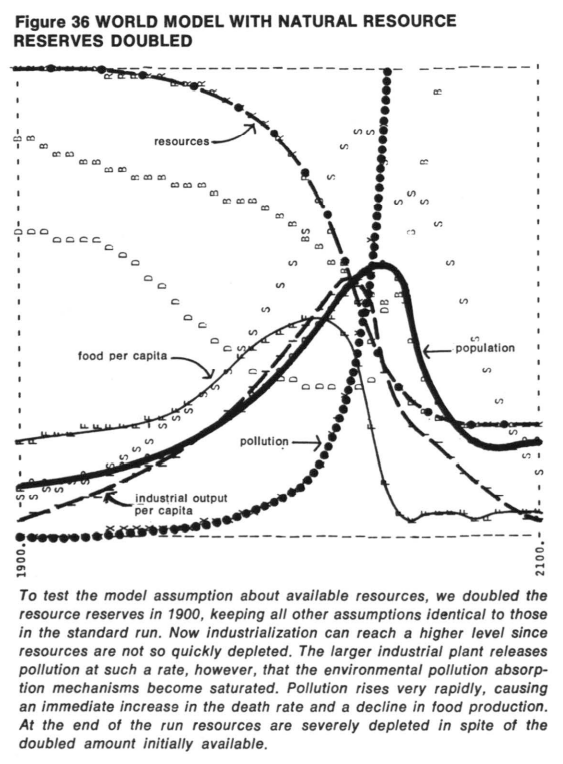 Figure 36 WORLD MODEL WITH NATURAL RESOURCE
RESERVES DOUBLED
resources
food per capita
population
pollution
industrial output
per capita
1900.
2100.
To test the model assumption about available resources, we doubled the
resource reserves in 1900, keeping all other assumptions identical to those
in the standard run. Now industrialization can reach a higher level since
resources are not so quickly depleted. The larger industrial plant releases
pollution at such a rate, however, that the environmental pollution absorp-
tion mechanisms become saturated. Pollution rises very rapidly, causing
an immediate increase in the death rate and a decline in food production.
At the end of the run resources are severely depleted in spite of the
doubled amount initially available.